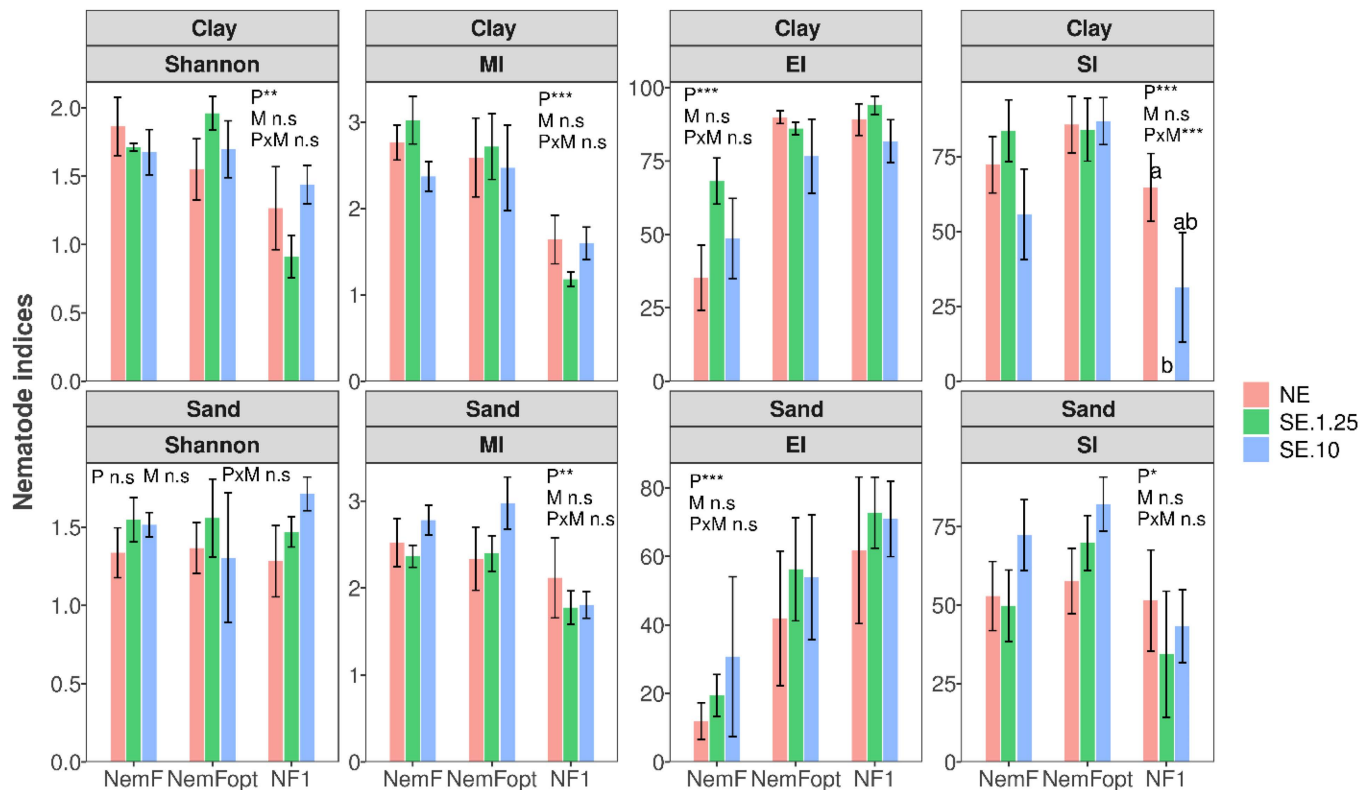 Clay
Shannon
P**
M n.s
PxM n.s
2.0
1.5
1.0
0.5
0.0
Clay
MI
P***
M n.s
PxM n.s
3
2
1
0
Clay
EI
P***
M n.s
PxM n.s
100
75
50
25
0
Clay
SI
P***
M n.s
PxM***
a
ab
b
75
50
25
0
Nematode indices
Sand
Shannon
P n.s M n.s PxM n.s
1.5
1.0
0.5
0.0
NemF NemFopt NF1
Sand
MI
P**
M n.s
PxM n.s
3
2
1
0
NemF NemFopt NF1
Sand
EI
P***
M n.s
PxM n.s
80
60
40
20
0
NemF NemFopt NF1
Sand
SI
P*
M n.s
PxM n.s
75
50
25
0
NemF NemFopt NF1
NE
SE.1.25
SE.10